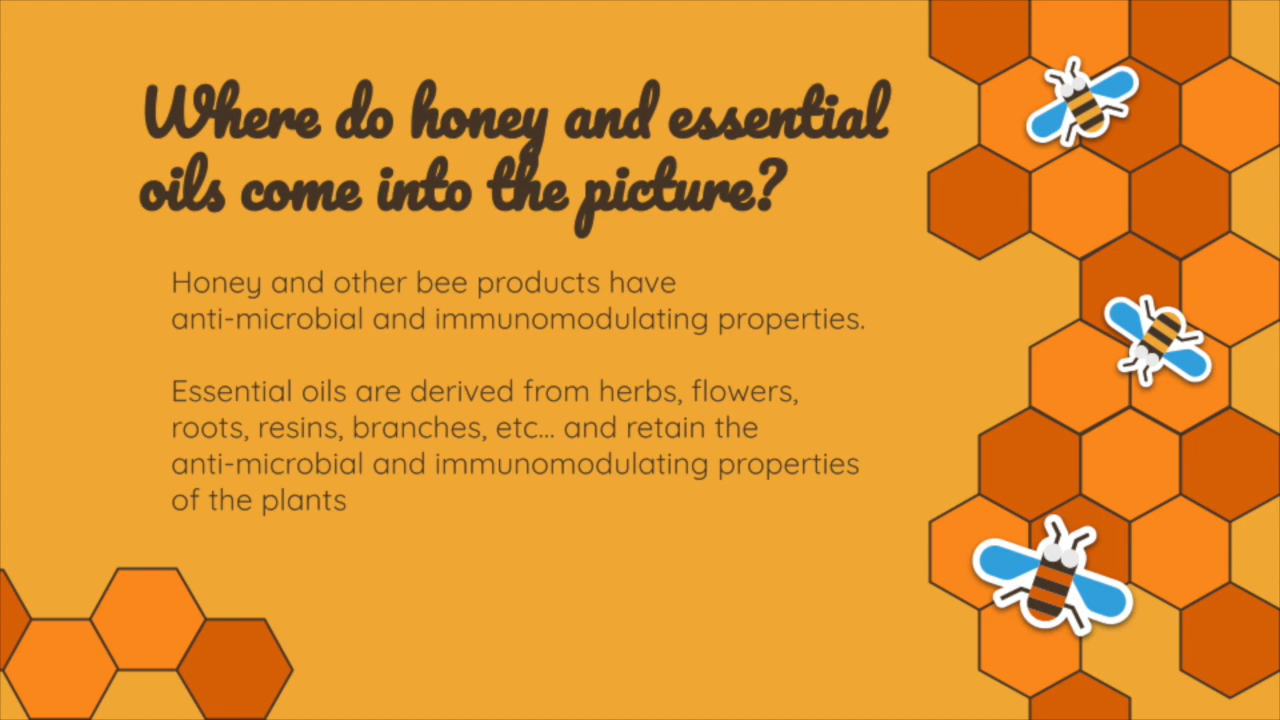 Where do honey and essential
oils come into the picture?
Honey and other bee products have
anti-microbial and immunomodulating properties.
Essential oils are derived from herbs, flowers,
roots, resins, branches, etc... and retain the
anti-microbial and immunomodulating properties
of the plants